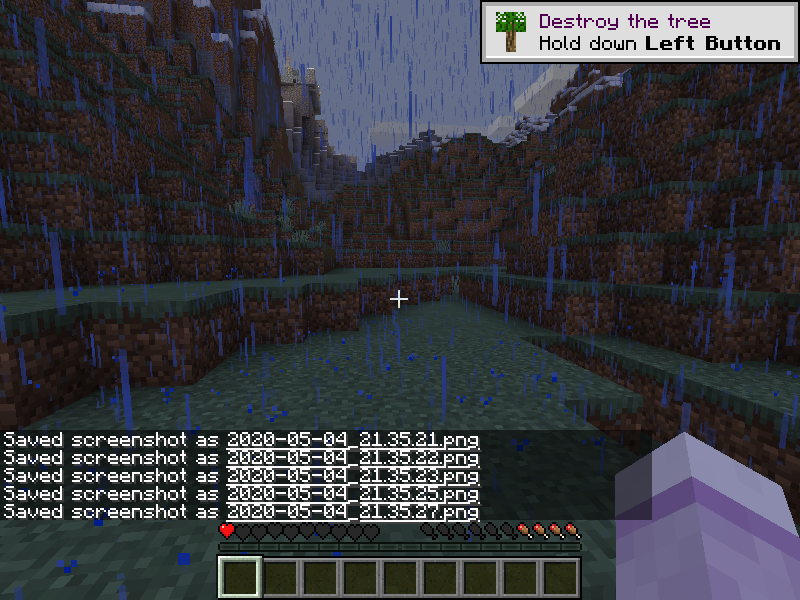 Destroy the tree
Hold down Left Button
Saved screenshot as 2020-05-04_21.35.21.png
Saved screenshot as 2020-05-04_21.35.22.png
Saved screenshot as 2020-05-04_21.35.23.png
Saved screenshot as 2020-05-04_21.35.25.png
Saved screenshot as 2020-05-04_21.35.27.png